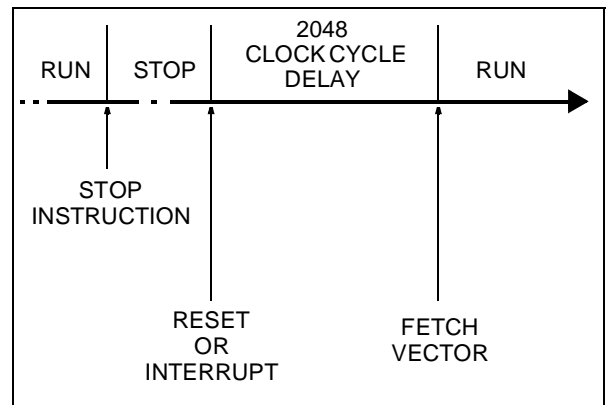 2048
CLOCK CYCLE
DELAY
RUN
STOP
RUN
STOP
INSTRUCTION
RESET
OR
INTERRUPT
FETCH
VECTOR